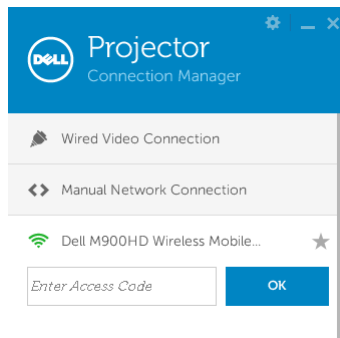 DELL
Projector
Connection Manager
Wired Video Connection
Manual Network Connection
Dell M900HD Wireless Mobile...
Enter Access Code
OK